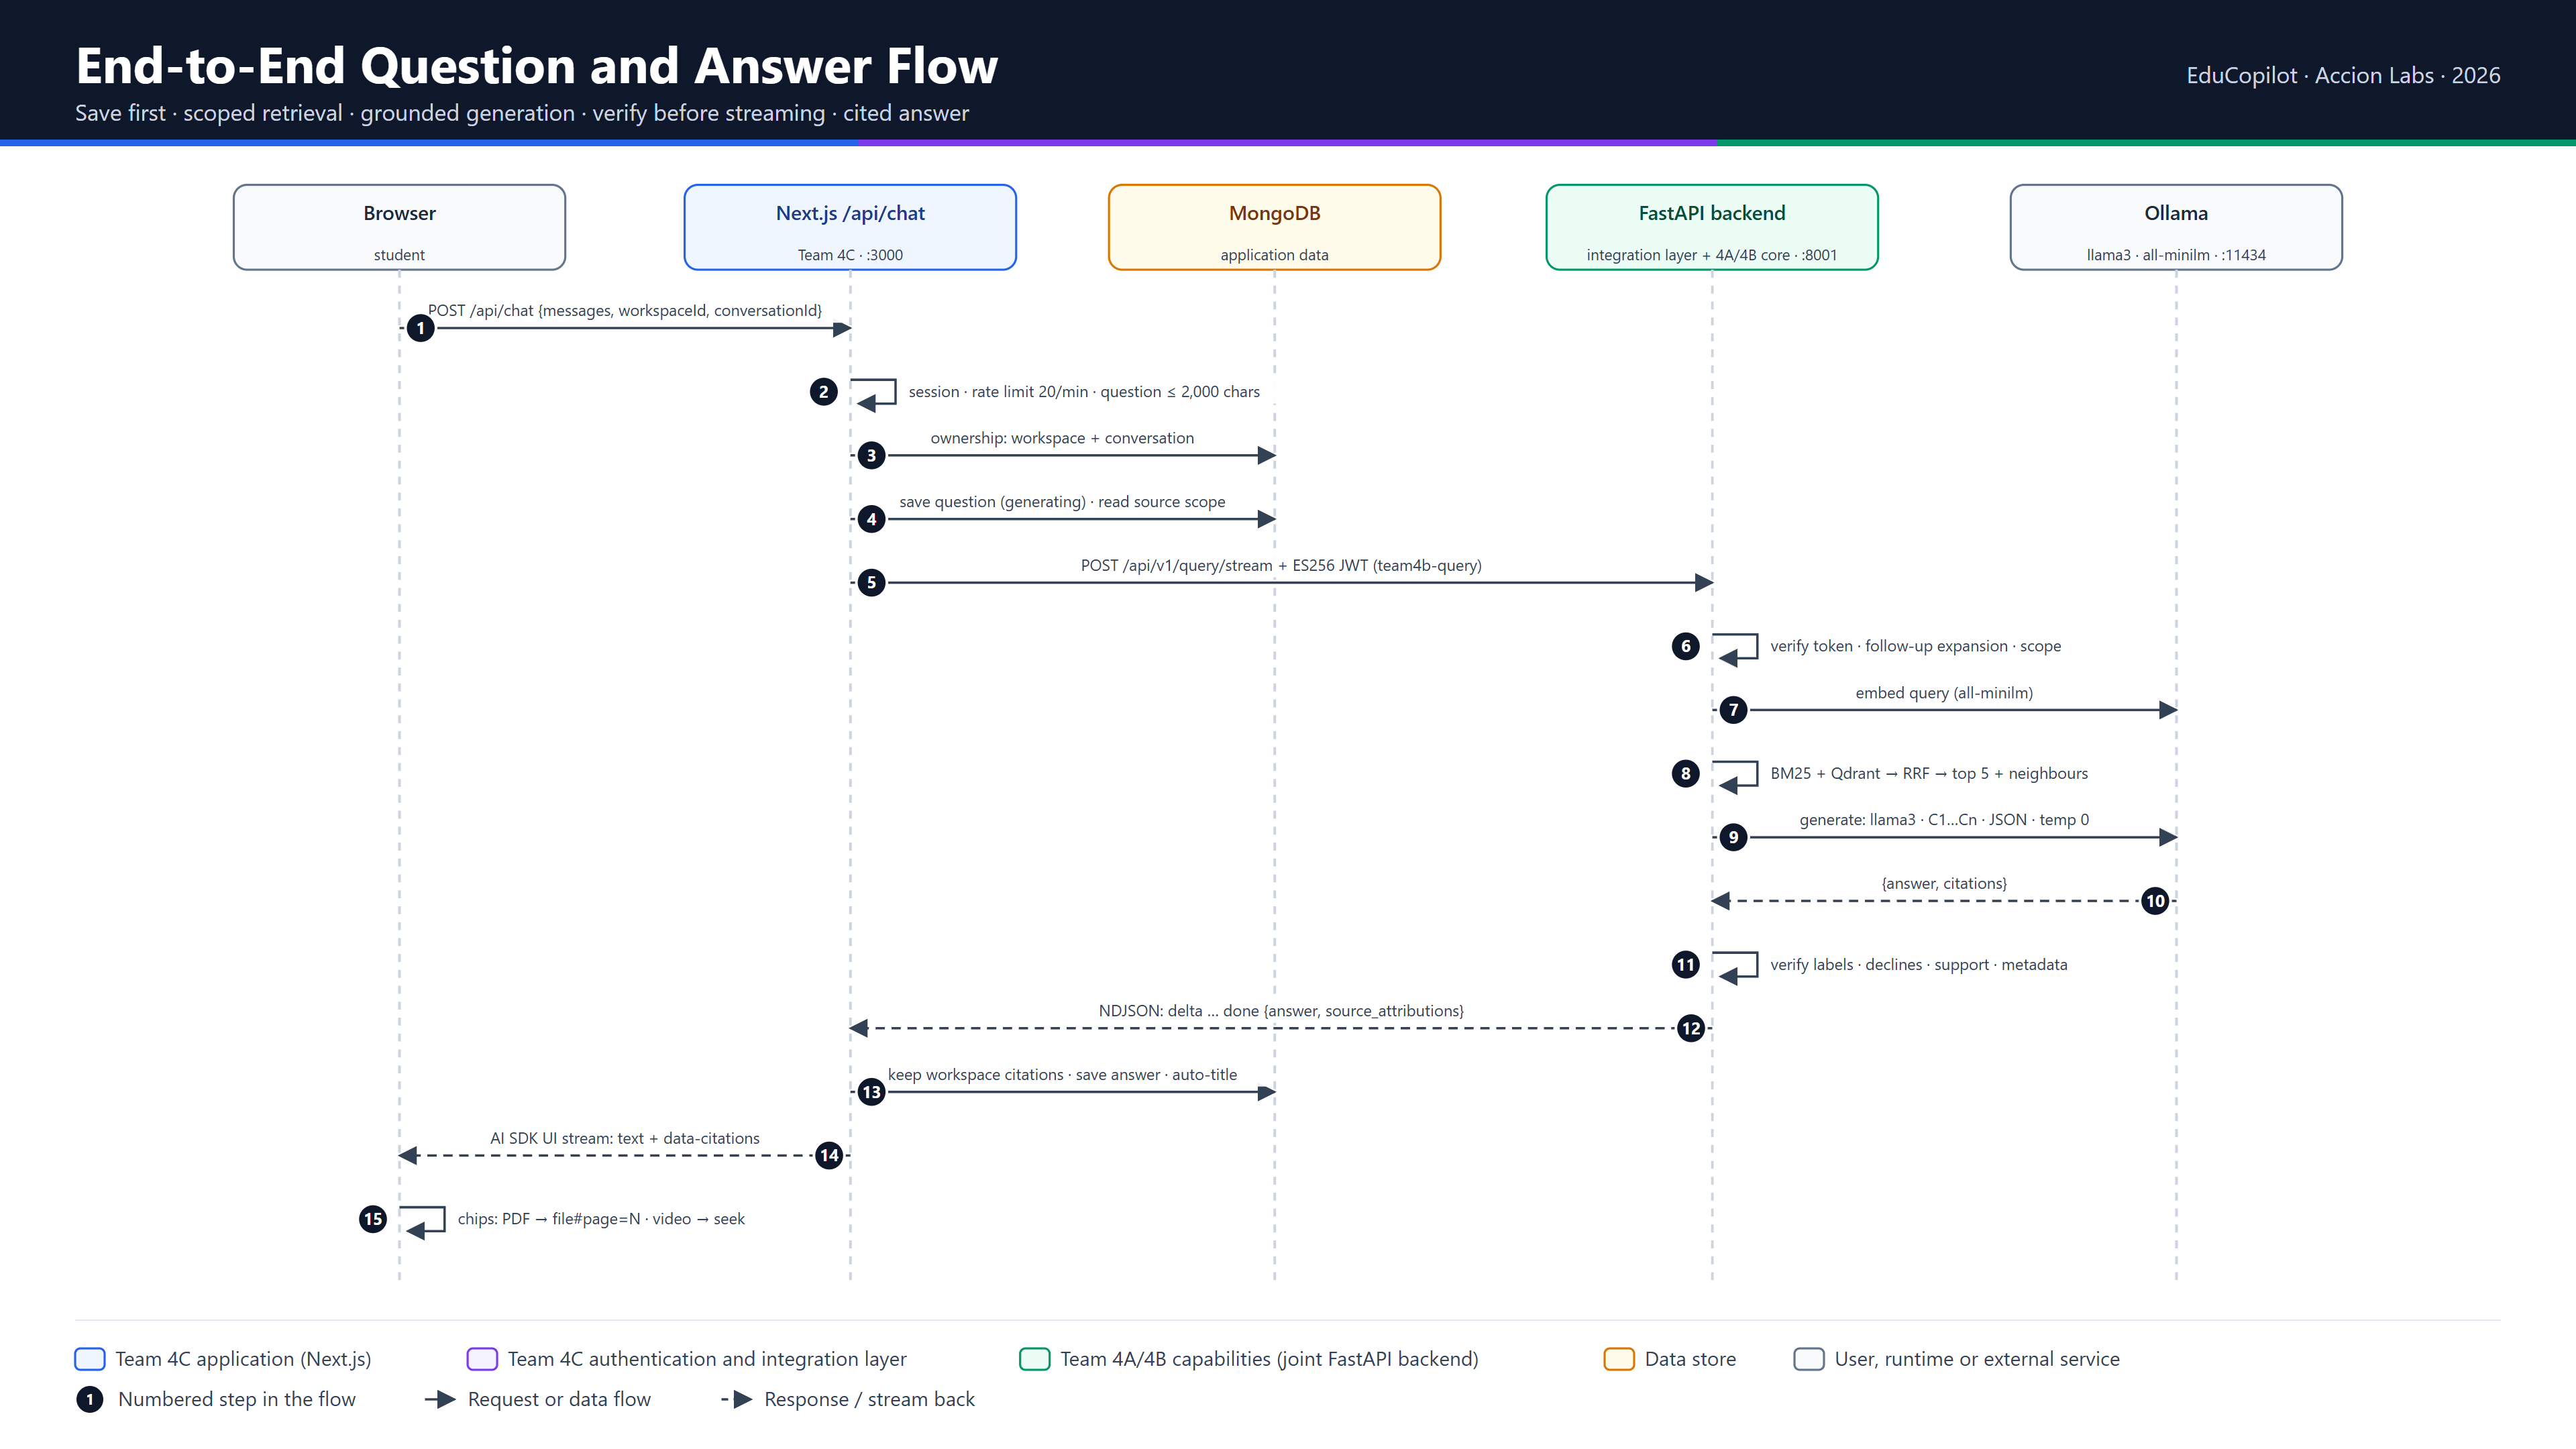 End-to-End Question and Answer Flow
EduCopilot · Accion Labs · 2026
Save first · scoped retrieval · grounded generation · verify before streaming · cited answer
Browser
student
Next.js /api/chat
Team 4C · :3000
MongoDB
application data
FastAPI backend
integration layer + 4A/4B core · :8001
Ollama
llama3 · all-minilm · :11434
POST /api/chat {messages, workspaceId, conversationId}
1
2 session · rate limit 20/min · question ≤ 2,000 chars
ownership: workspace + conversation
3
save question (generating) · read source scope
4
POST /api/v1/query/stream + ES256 JWT (team4b-query)
5
6 verify token · follow-up expansion · scope
embed query (all-minilm)
7
8 BM25 + Qdrant → RRF → top 5 + neighbours
generate: llama3 · C1…Cn · JSON · temp 0
9
{answer, citations}
10
11 verify labels · declines · support · metadata
NDJSON: delta … done {answer, source_attributions}
12
keep workspace citations · save answer · auto-title
13
AI SDK UI stream: text + data-citations
14
15 chips: PDF → file#page=N · video → seek
Team 4C application (Next.js)
Team 4C authentication and integration layer
Team 4A/4B capabilities (joint FastAPI backend)
Data store
User, runtime or external service
1 Numbered step in the flow
Request or data flow
Response / stream back